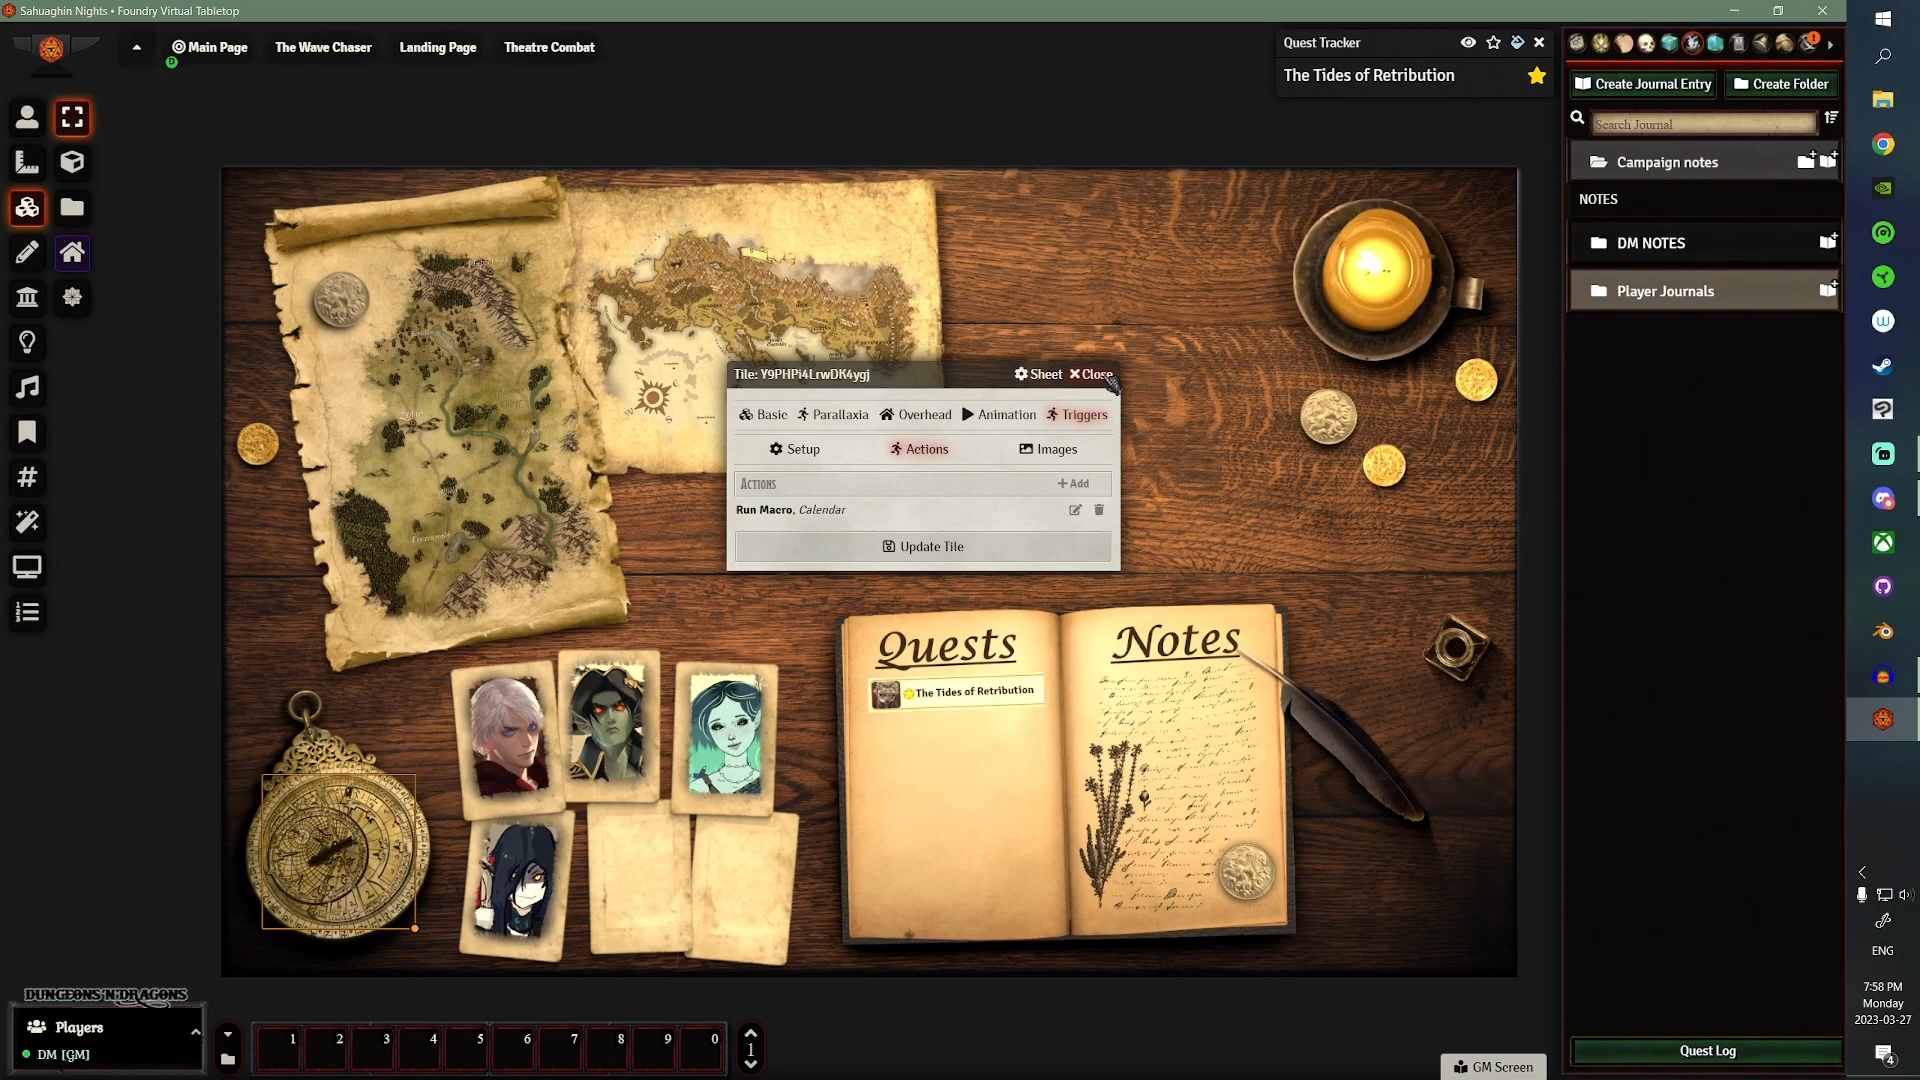 Sahuaghin Nights • Foundry Virtual Tabletop
Main Page
The Wave Chaser
Landing Page
Theatre Combat
D
Quest Tracker
The Tides of Retribution
Create Journal Entry
Create Folder
Search Journal
Campaign notes
NOTES
DM NOTES
Player Journals
Tile: Y9PHPi4LrwDK4ygj
Sheet
Close
Basic
Parallaxia
Overhead
Animation
Triggers
Setup
Actions
Images
ACTIONS
+ Add
Run Macro, Calendar
Update Tile
Quests
The Tides of Retribution
Notes
DUNGEONS'N'DRAGONS
Players
DM [GM]
1
2
3
4
5
6
7
8
9
0
1
GM Screen
Quest Log
ENG
7:58 PM
Monday
2023-03-27
4